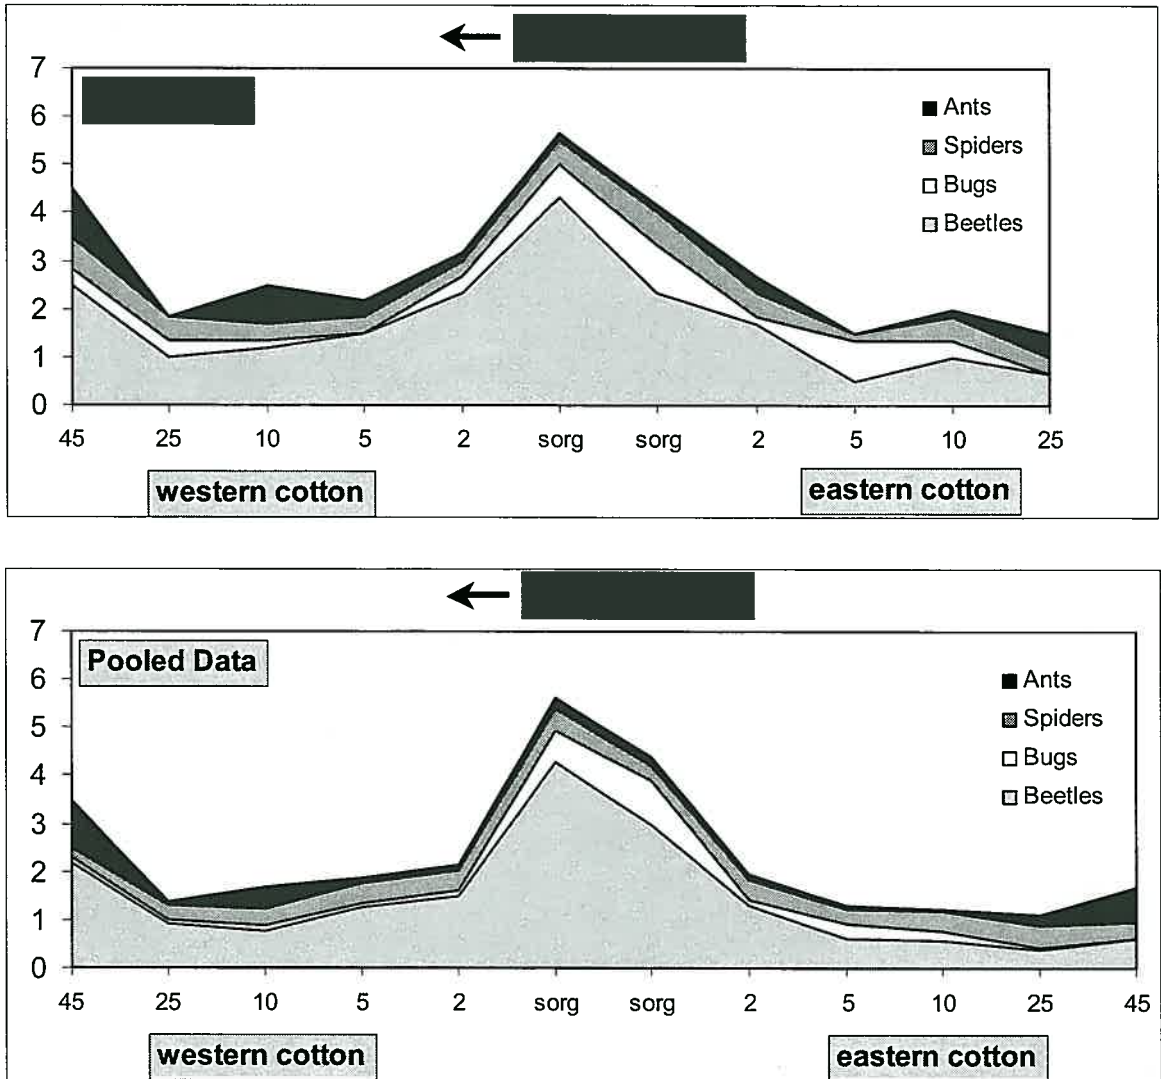 7
6
5
4
3
2
1
0
Ants
Spiders
Bugs
Beetles
45 25 10 5 2 sorg sorg 2 5 10 25
western cotton
eastern cotton
7
6
5
4
3
2
1
0
Pooled Data
Ants
Spiders
Bugs
Beetles
45 25 10 5 2 sorg sorg 2 5 10 25 45
western cotton
eastern cotton